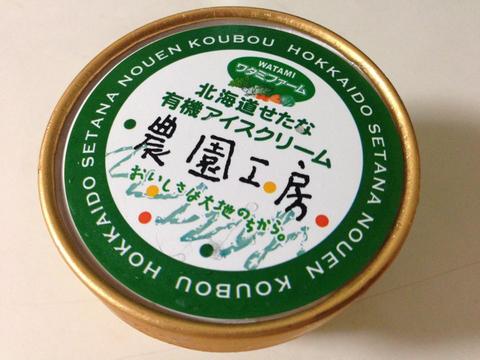 HOKKAIDO SETANA NOUEN KOUBOU HOKKAIDO SETANA NOUEN KOUBOU
WATAMI
ワタミファーム
北海道せたな
有機アイスクリーム
農園工房
おいしさな大地のちから。